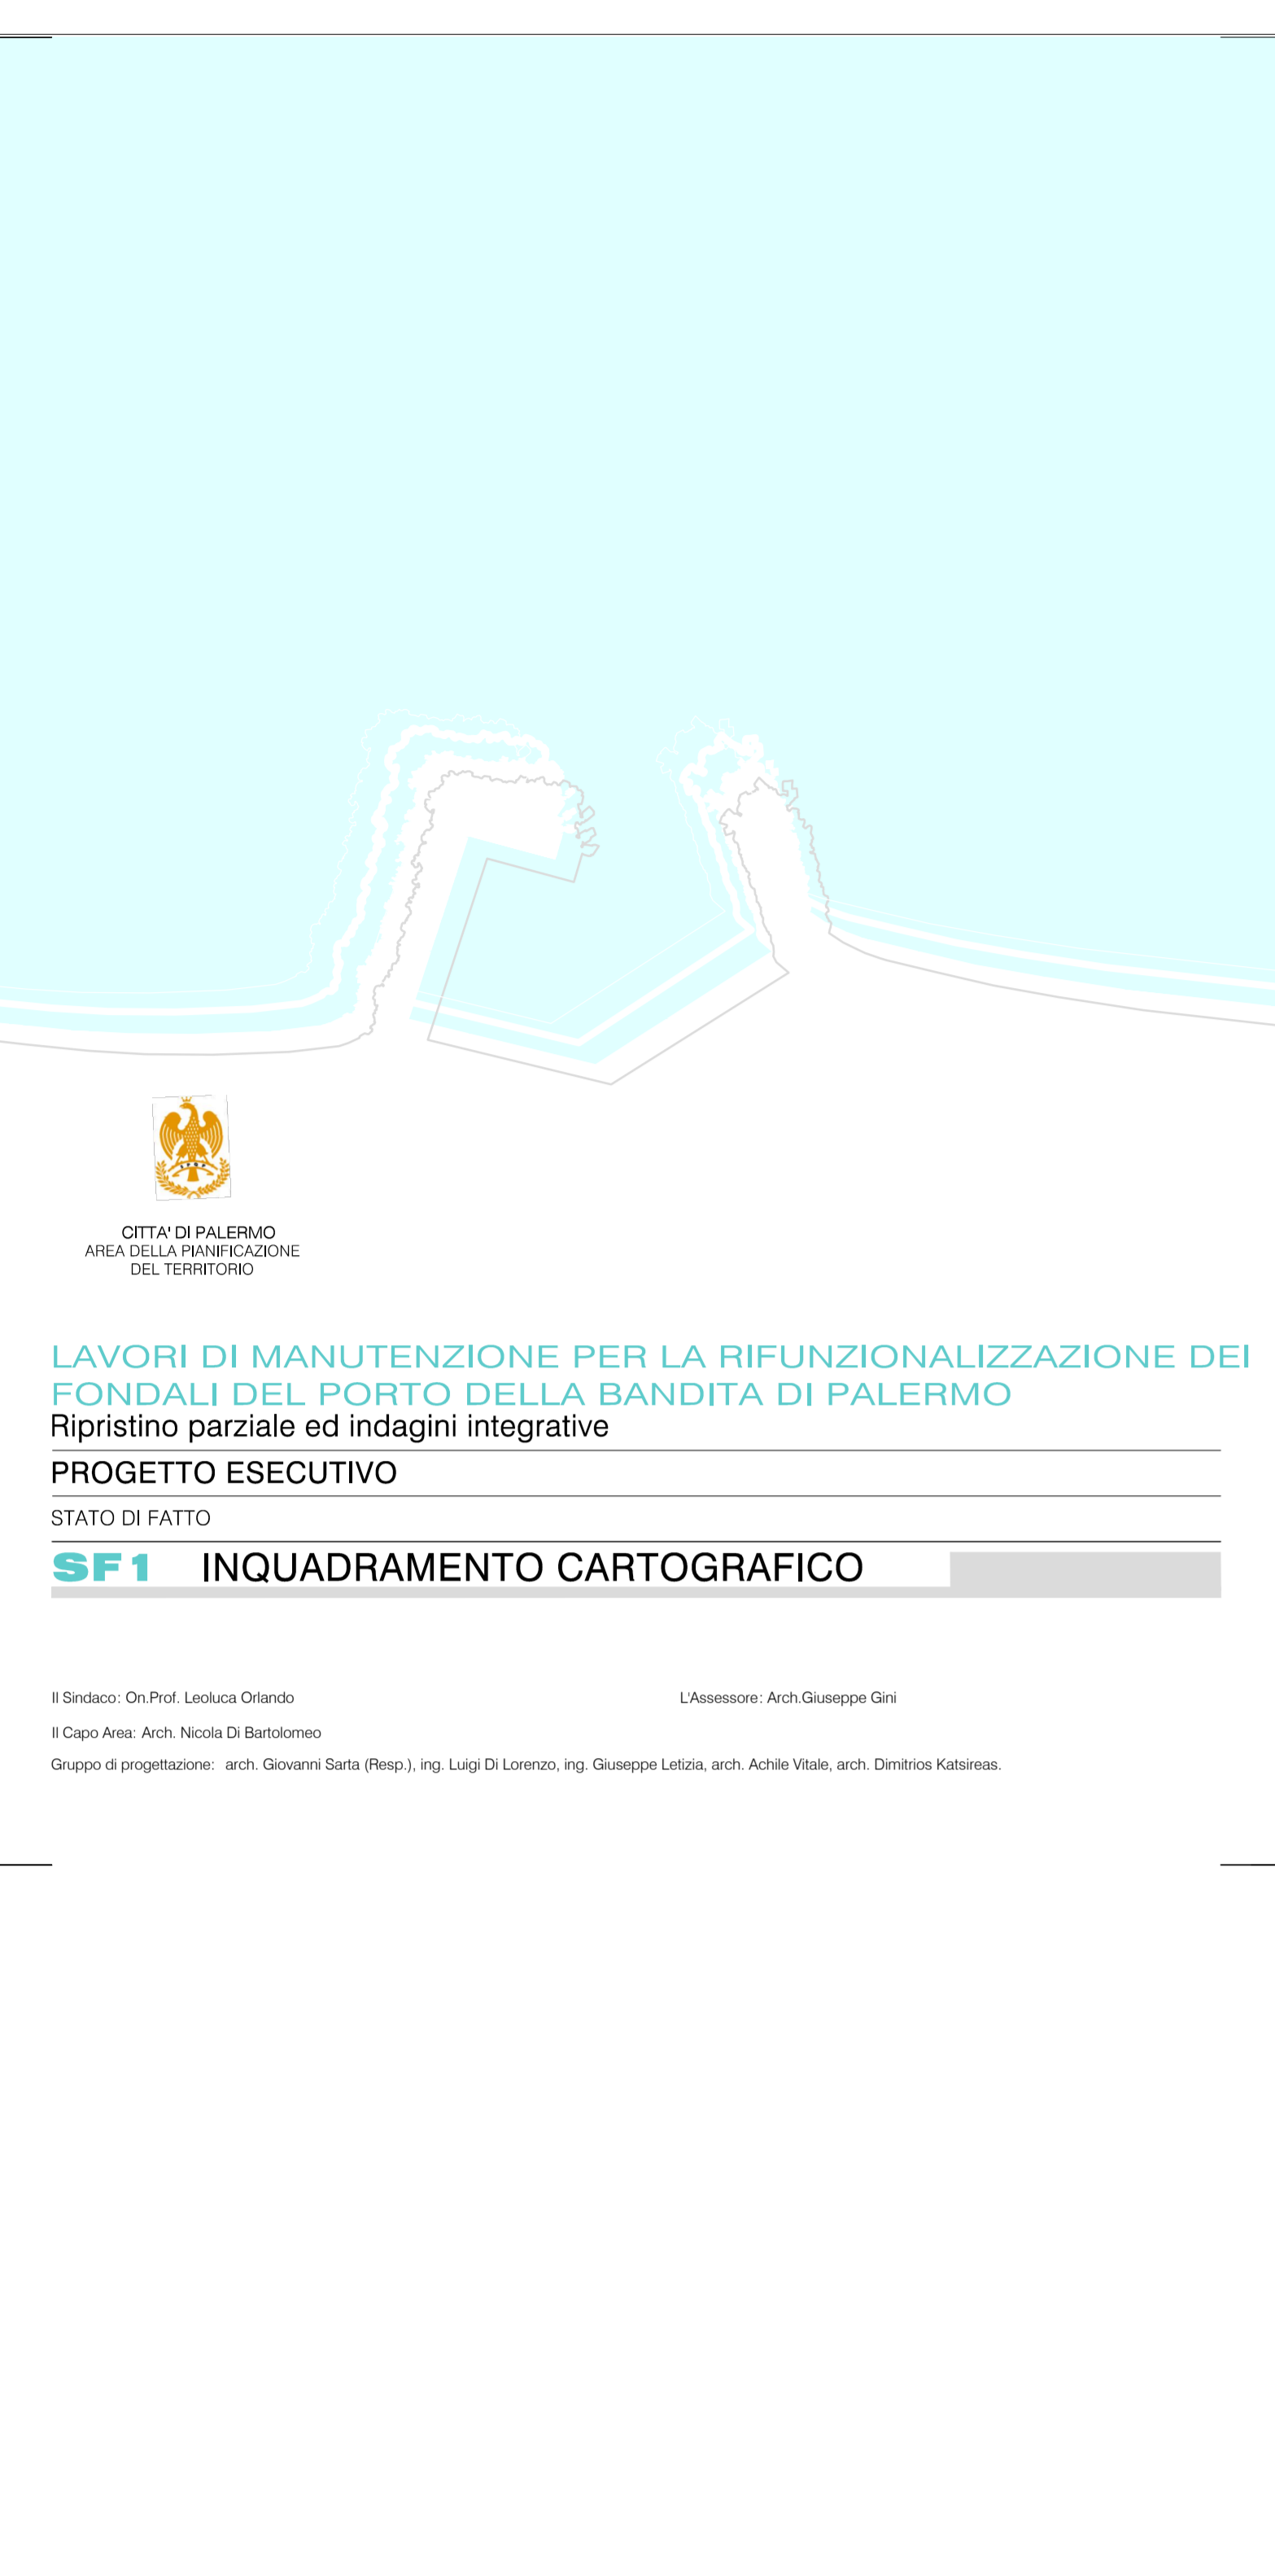 CITTA' DI PALERMO
AREA DELLA PIANIFICAZIONE
DEL TERRITORIO
LAVORI DI MANUTENZIONE PER LA RIFUNZIONALIZZAZIONE DEI
FONDALI DEL PORTO DELLA BANDITA DI PALERMO
Ripristino parziale ed indagini integrative
PROGETTO ESECUTIVO
STATO DI FATTO
SF1 INQUADRAMENTO CARTOGRAFICO
Il Sindaco: On.Prof. Leoluca Orlando
L'Assessore: Arch.Giuseppe Gini
Il Capo Area: Arch. Nicola Di Bartolomeo
Gruppo di progettazione: arch. Giovanni Sarta (Resp.), ing. Luigi Di Lorenzo, ing. Giuseppe Letizia, arch. Achile Vitale, arch. Dimitrios Katsireas.